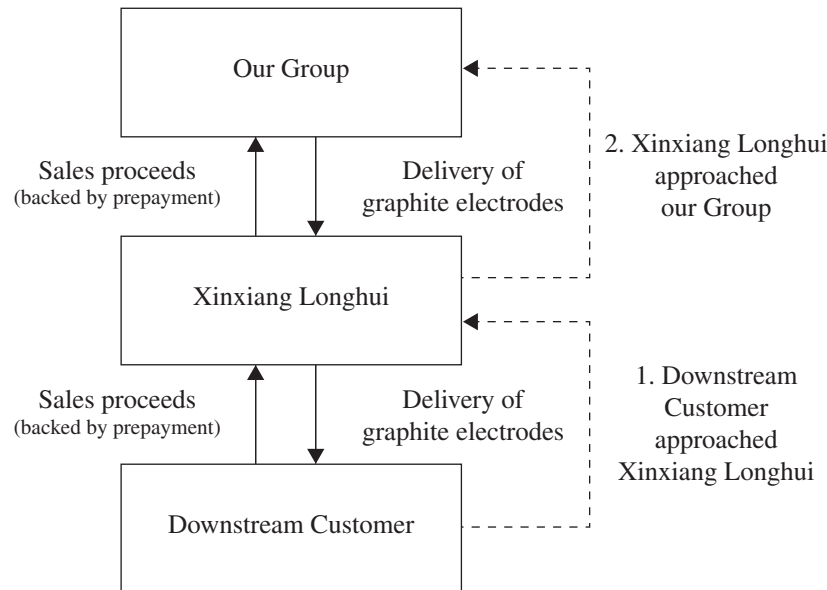 Our Group
Sales proceeds
(backed by prepayment)
Delivery of
graphite electrodes
2. Xinxiang Longhui
approached
our Group
Xinxiang Longhui
Sales proceeds
(backed by prepayment)
Delivery of
graphite electrodes
1. Downstream
Customer
approached
Xinxiang Longhui
Downstream Customer